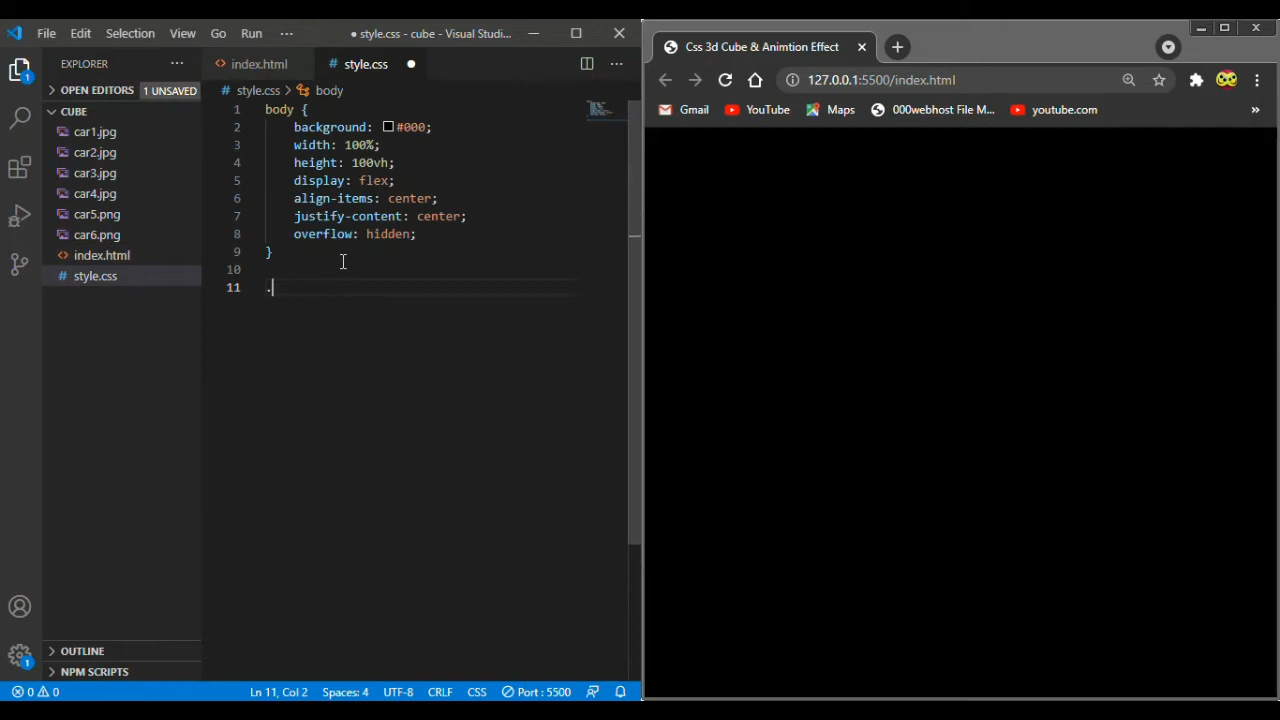 File Edit Selection View Go Run ··· ● style.css - cube - Visual Studi...
EXPLORER ···
OPEN EDITORS 1 UNSAVED
CUBE
car1.jpg
car2.jpg
car3.jpg
car4.jpg
car5.png
car6.png
index.html
style.css
OUTLINE
NPM SCRIPTS
index.html # style.css ●
# style.css > body
1 body {
2 background: #000;
3 width: 100%;
4 height: 100vh;
5 display: flex;
6 align-items: center;
7 justify-content: center;
8 overflow: hidden;
9 }
10
11 .
0 0 Ln 11, Col 2 Spaces: 4 UTF-8 CRLF CSS Port : 5500
Css 3d Cube & Animtion Effect
127.0.0.1:5500/index.html
Gmail YouTube Maps 000webhost File M... youtube.com »